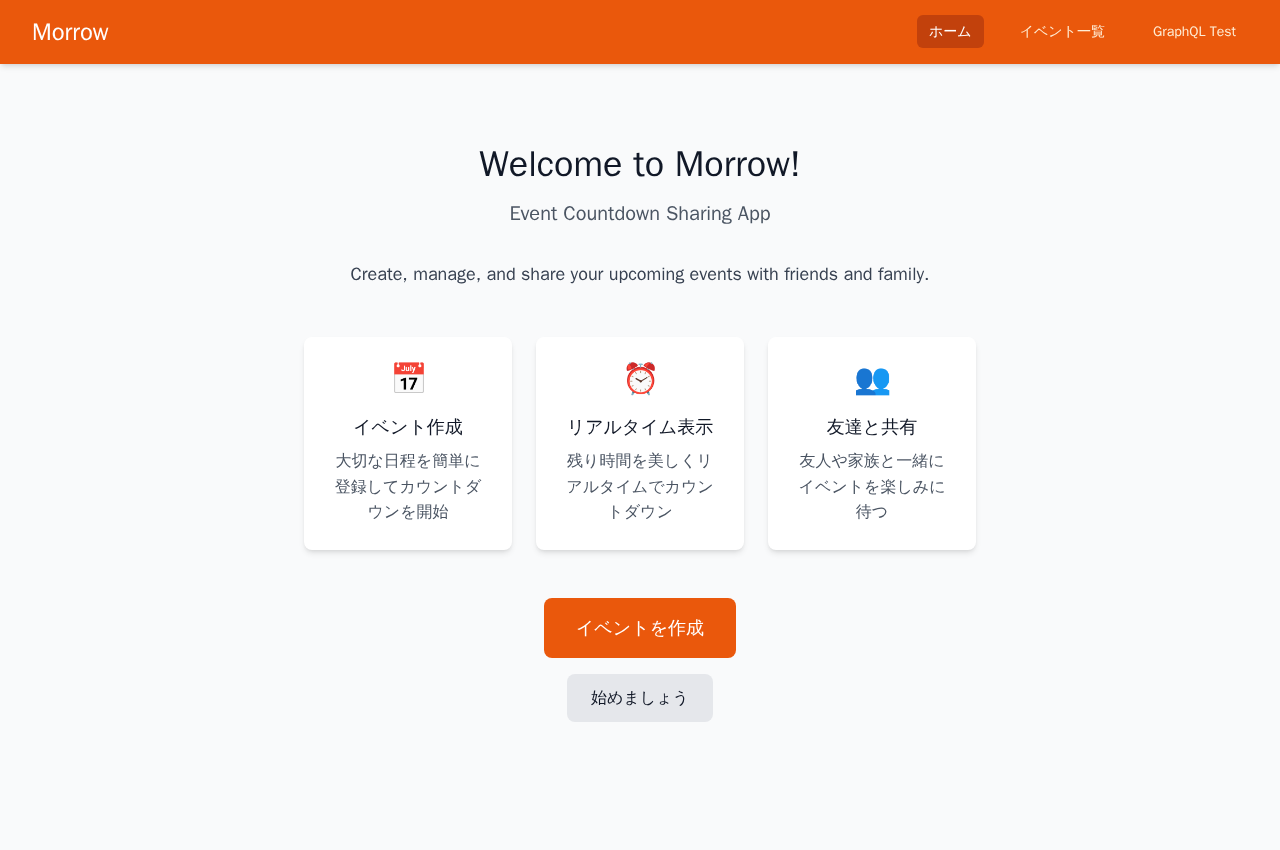 Morrow
ホーム
イベント一覧
GraphQL Test
Welcome to Morrow!
Event Countdown Sharing App
Create, manage, and share your upcoming events with friends and family.
July
17
イベント作成
大切な日程を簡単に
登録してカウントダ
ウンを開始
リアルタイム表示
残り時間を美しくリ
アルタイムでカウン
トダウン
友達と共有
友人や家族と一緒に
イベントを楽しみに
待つ
イベントを作成
始めましょう